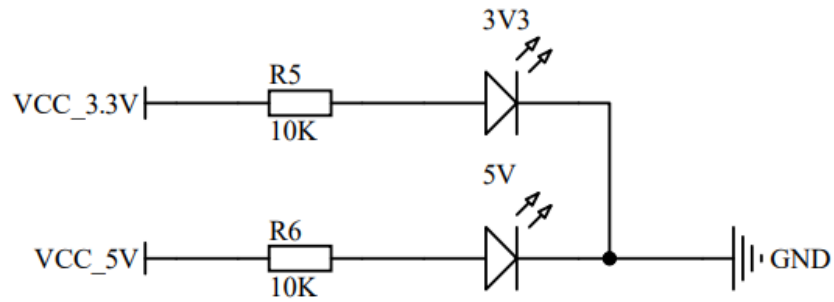 3V3
R5
VCC_3.3V
10K
5V
R6
VCC_5V
GND
10K